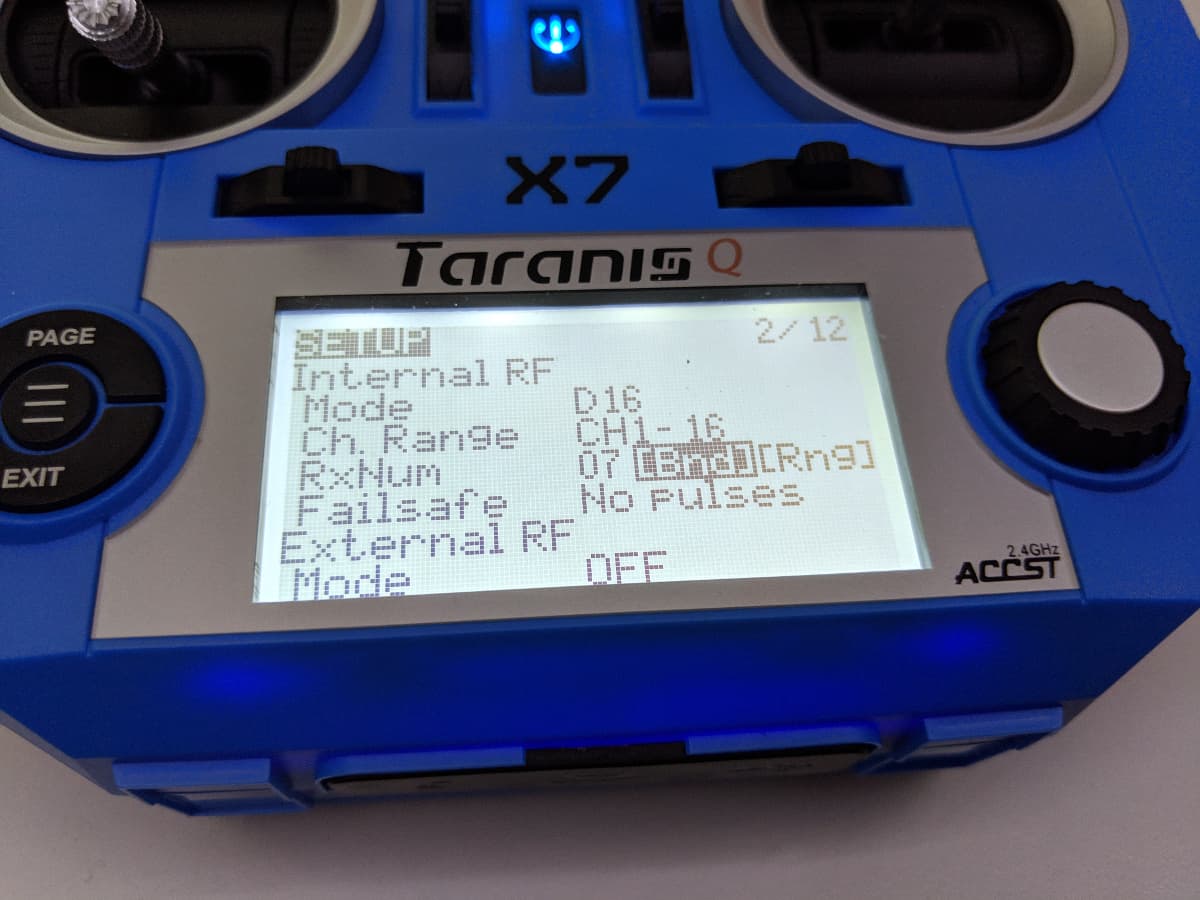 X7
Taranis Q
PAGE
EXIT
SETUP 2/12
Internal RF
Mode D16
Ch. Range CH1-16
RxNum 07 [Bnd][Rng]
Failsafe No pulses
External RF
Mode OFF
2.4GHz
ACCST